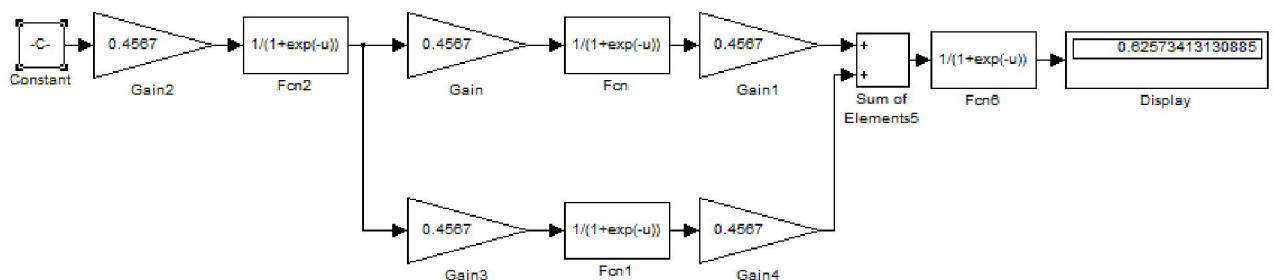 -C-
Constant
0.4567
Gain2
1/(1+exp(-u))
Fcn2
0.4567
Gain
1/(1+exp(-u))
Fcn
0.4567
Gain1
+
+
Sum of
Elements5
1/(1+exp(-u))
Fcn6
0.62573413130885
Display
0.4567
Gain3
1/(1+exp(-u))
Fcn1
0.4567
Gain4